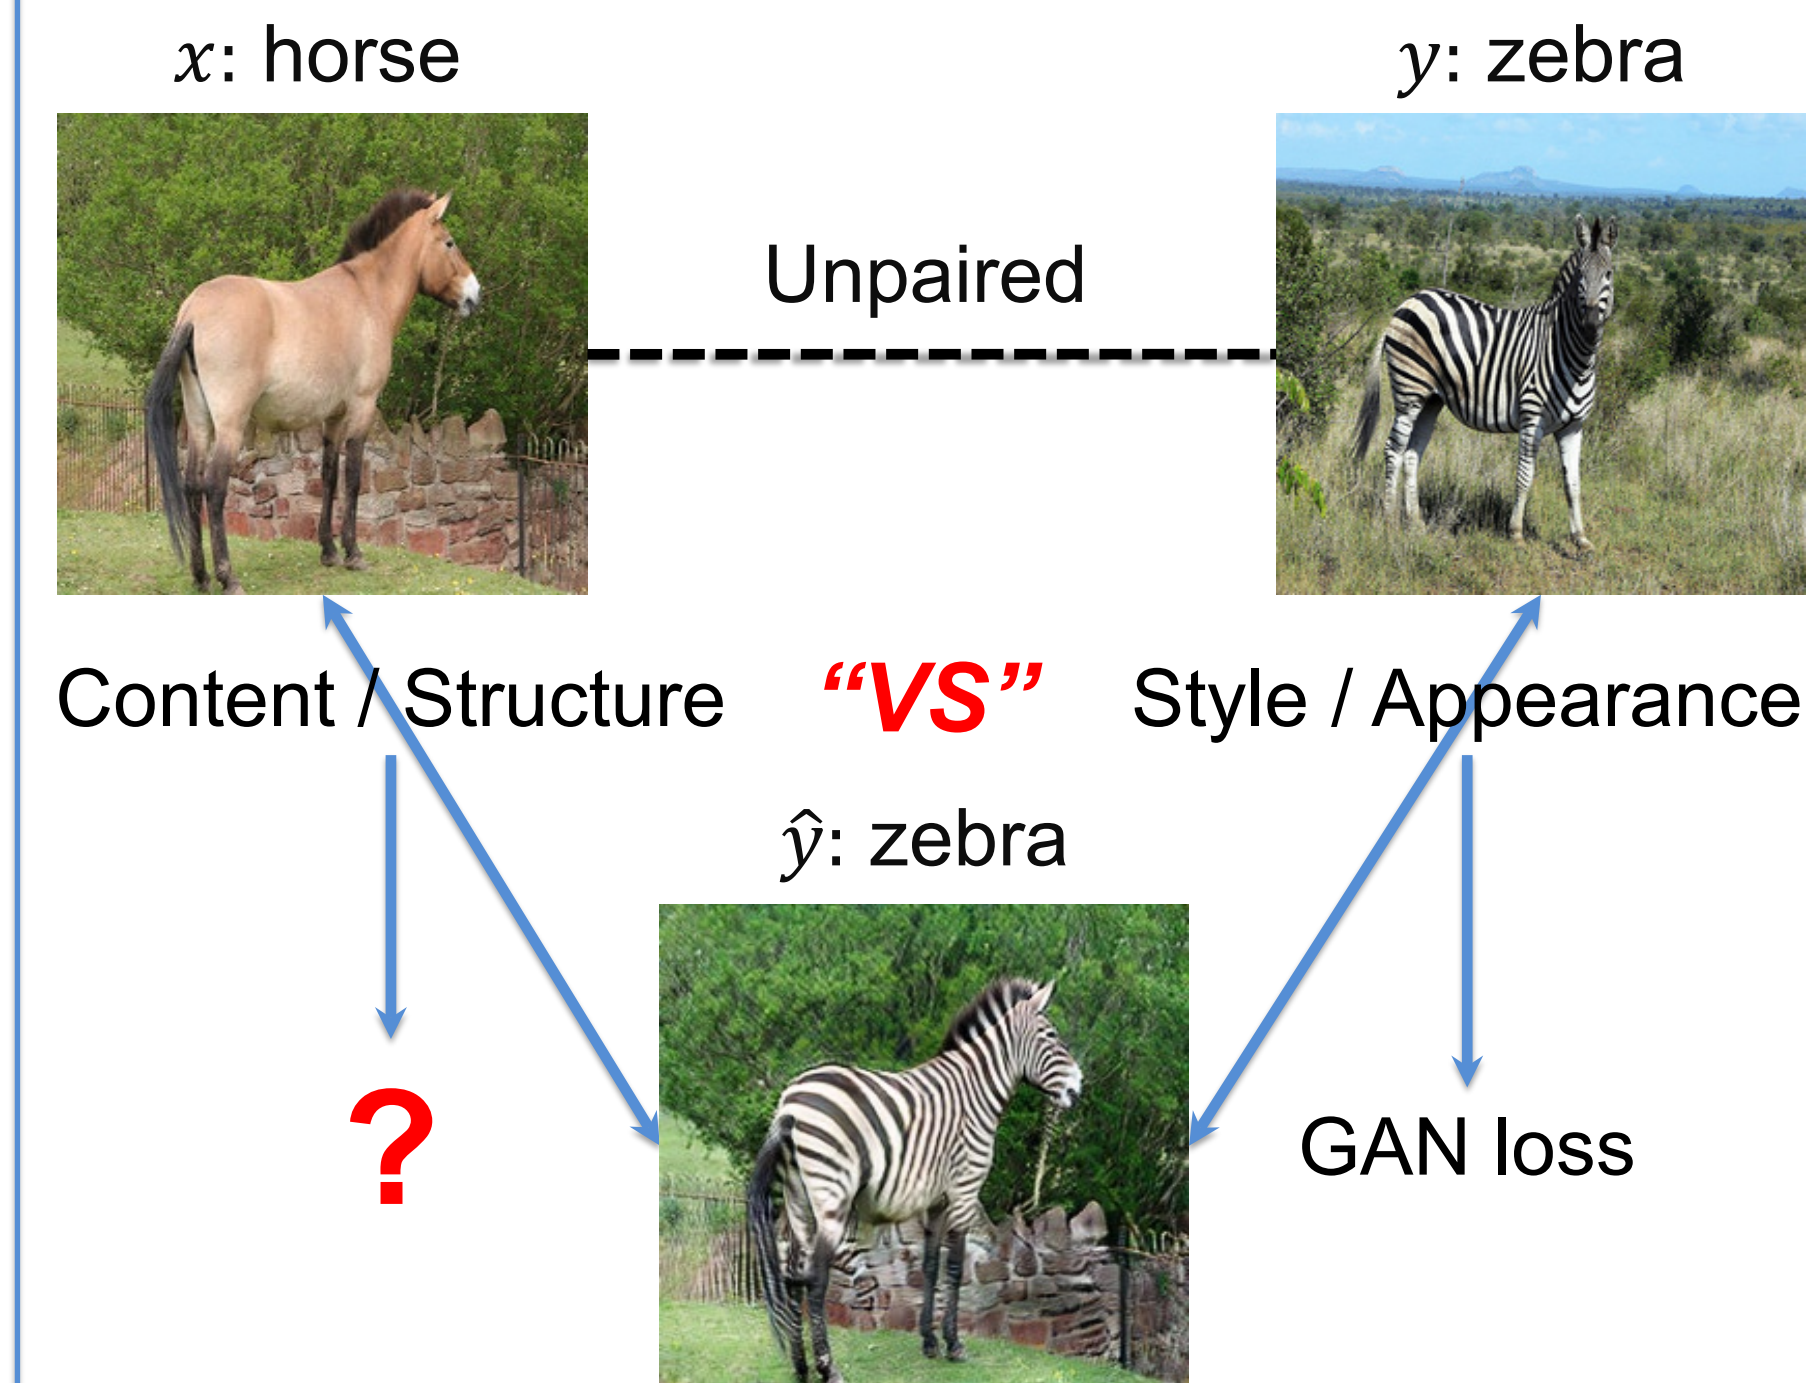 x: horse
y: zebra
Unpaired
Content / Structure
“VS”
Style / Appearance
ŷ: zebra
?
GAN loss